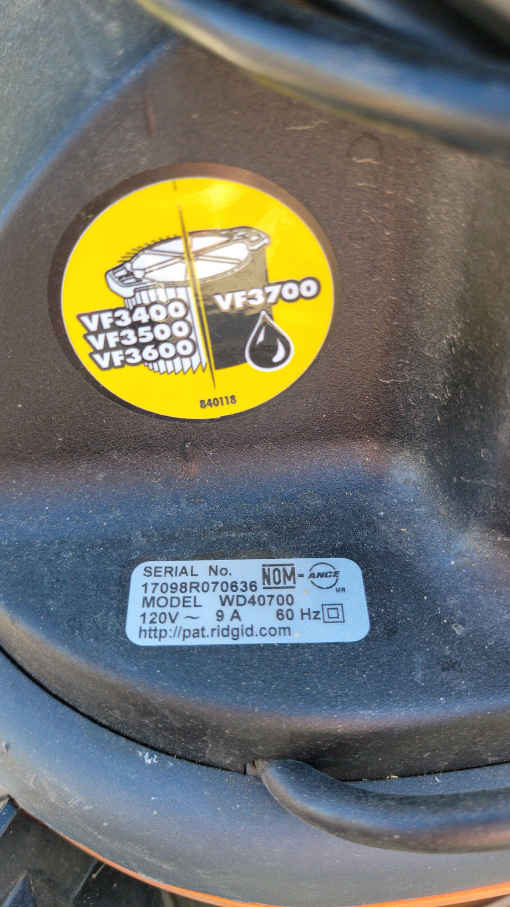 VF3400
VF3500
VF3600
VF3700
840118
SERIAL No.
17098R070636 NOM - ANCE
MODEL WD40700
120V ~ 9 A 60 Hz
http://pat.ridgid.com